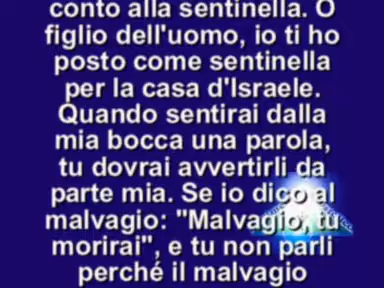 conto alla sentinella. O
figlio dell'uomo, io ti ho
posto come sentinella
per la casa d'Israele.
Quando sentirai dalla
mia bocca una parola,
tu dovrai avvertirli da
parte mia. Se io dico al
malvagio: "Malvagio, tu
morirai", e tu non parli
perché il malvagio